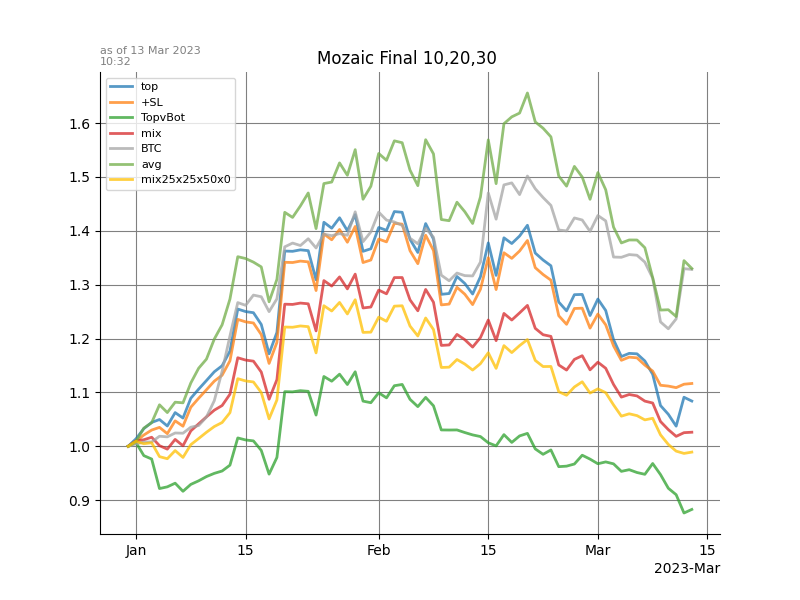 as of 13 Mar 2023
10:32
Mozaic Final 10,20,30
top
+SL
TopvBot
mix
BTC
avg
mix25x25x50x0
1.6
1.5
1.4
1.3
1.2
1.1
1.0
0.9
Jan 15 Feb 15 Mar 15
2023-Mar